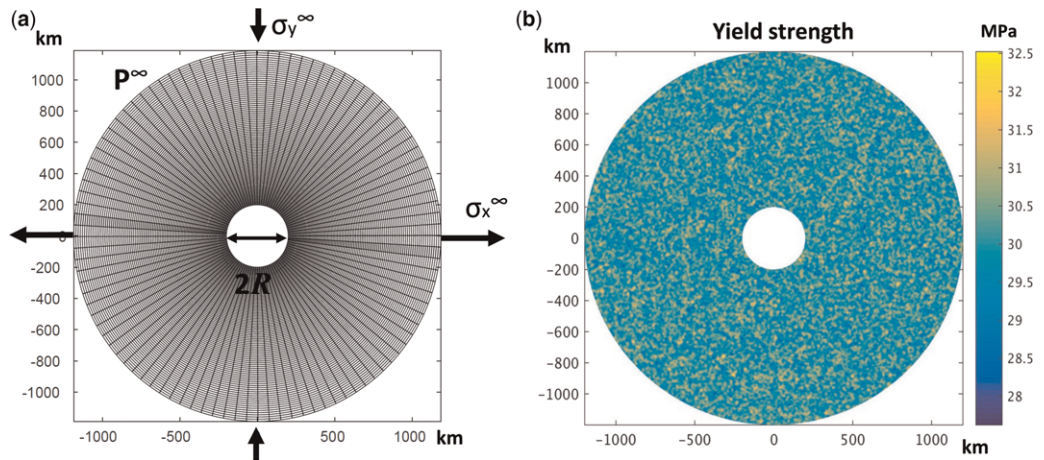 (a)
σy∞
km
P∞
1000
800
600
400
200
0
−200
−400
−600
−800
−1000
σx∞
2R
−1000 −500 0 500 1000 km
(b)
Yield strength
MPa
1000
800
600
400
200
0
−200
−400
−600
−800
−1000
−1000 −500 0 500 1000
km
32.5
32
31.5
31
30.5
30
29.5
29
28.5
28